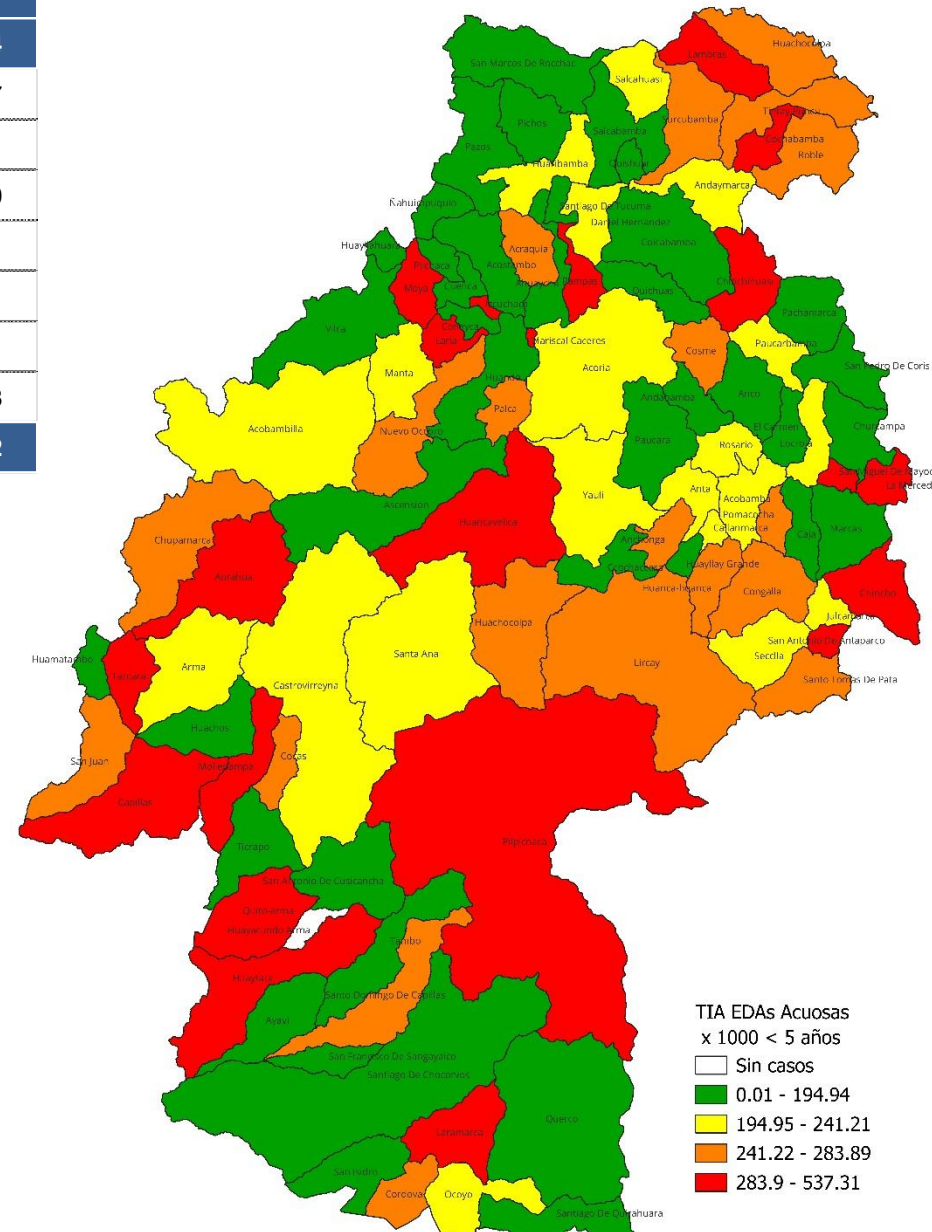 Huachocolpa
Lambras
San Marcos De Rocchac
Salcahuasi
Surcubamba
Pichos
Salcabamba
Cochabamba
Roble
Pazos
Quishuar
Huaribamba
Andaymarca
Ñahuimpuquio
Santiago De Tucuma
Daniel Hernandez
Colcabamba
Huayllahuara
Acraquia
Acostambo
Pilchaca
Moya
Cuenca
Pampas
Chinchihuasi
Quichuas
Izcuchaca
Pachamarca
Vilca
Conayca
Laria
Mariscal Caceres
Paucarbamba
Cosme
San Pedro De Coris
Acoria
Manta
Huando
Palca
Andabamba
Anco
El Carmen
Churcampa
Acobambilla
Nuevo Occoro
Paucara
Rosario
Locroja
San Miguel De Mayoc
La Merced
Anta
Acobamba
Yauli
Ascension
Pomacocha
Caja
Marcas
Huancavelica
Callanmarca
Chupamarca
Anchonga
Ccochaccasa
Huayllay Grande
Aurahua
Huanca-huanca
Congalla
Chincho
Julcamarca
Huachocolpa
San Antonio De Antaparco
Santa Ana
Secclla
Huamatambo
Arma
Lircay
Tantara
Santo Tomas De Pata
Castrovirreyna
Huachos
Cocas
San Juan
Mollepampa
Capillas
Pilpichaca
Ticrapo
San Antonio De Cusicancha
Quito-arma
Huayacundo Arma
Tambo
Huaytara
Santo Domingo De Capillas
Ayavi
San Francisco De Sangayaico
Santiago De Chocorvos
Querco
Laramarca
San Pedro
Cordova
Ocoyo
Santiago De Quirahuara
TIA EDAs Acuosas
x 1000 < 5 años
Sin casos
0.01 - 194.94
194.95 - 241.21
241.22 - 283.89
283.9 - 537.31